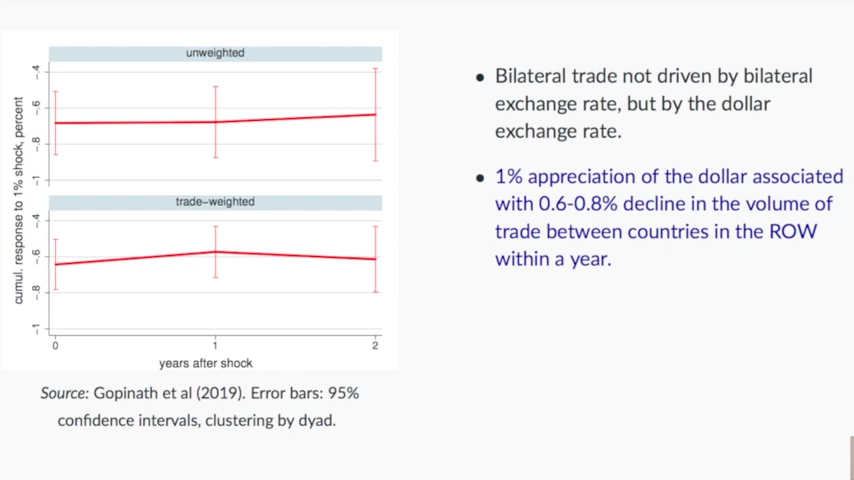 unweighted
-.4
-.6
-.8
-1
trade-weighted
-.4
-.6
-.8
-1
cumul. response to 1% shock, percent
0 1 2
years after shock
Source: Gopinath et al (2019). Error bars: 95%
confidence intervals, clustering by dyad.
• Bilateral trade not driven by bilateral
exchange rate, but by the dollar
exchange rate.
• 1% appreciation of the dollar associated
with 0.6-0.8% decline in the volume of
trade between countries in the ROW
within a year.